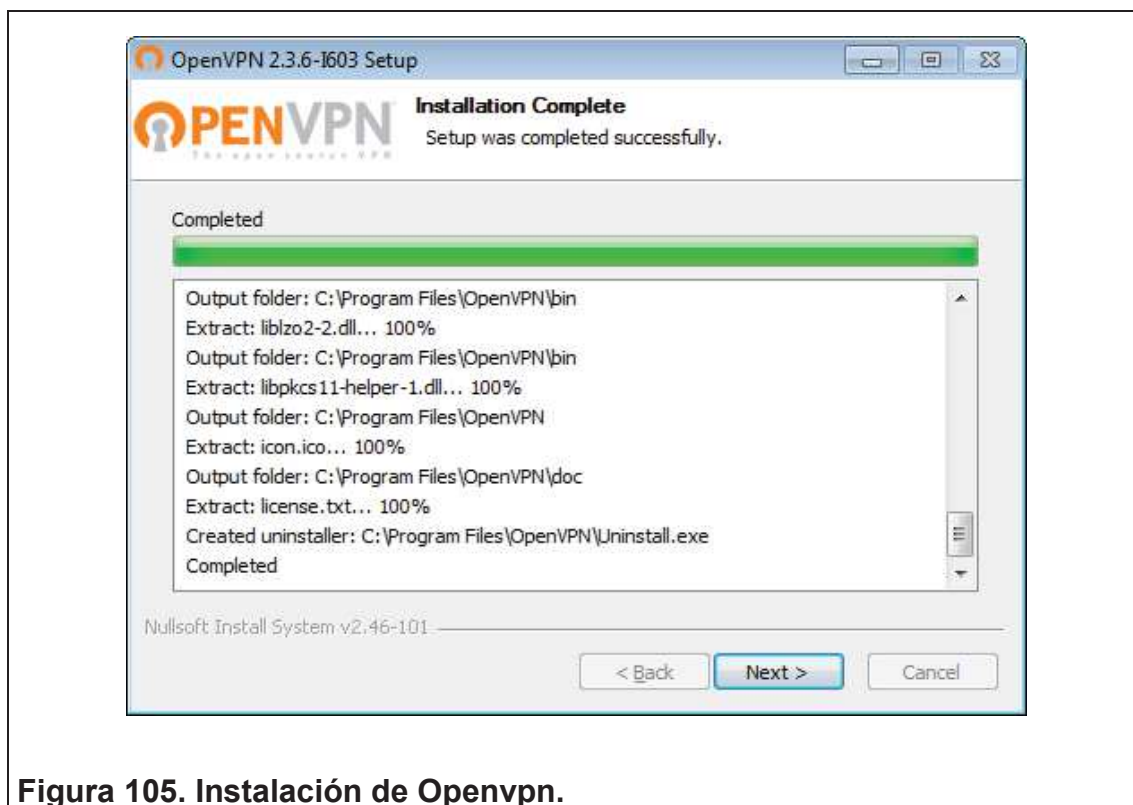 OpenVPN 2.3.6-I603 Setup
OPENVPN
The open source VPN
Installation Complete
Setup was completed successfully.
Completed
Output folder: C:\Program Files\OpenVPN\bin
Extract: liblzo2-2.dll... 100%
Output folder: C:\Program Files\OpenVPN\bin
Extract: libpkcs11-helper-1.dll... 100%
Output folder: C:\Program Files\OpenVPN
Extract: icon.ico... 100%
Output folder: C:\Program Files\OpenVPN\doc
Extract: license.txt... 100%
Created uninstaller: C:\Program Files\OpenVPN\Uninstall.exe
Completed
Nullsoft Install System v2.46-101
< Back Next > Cancel
Figura 105. Instalación de Openvpn.